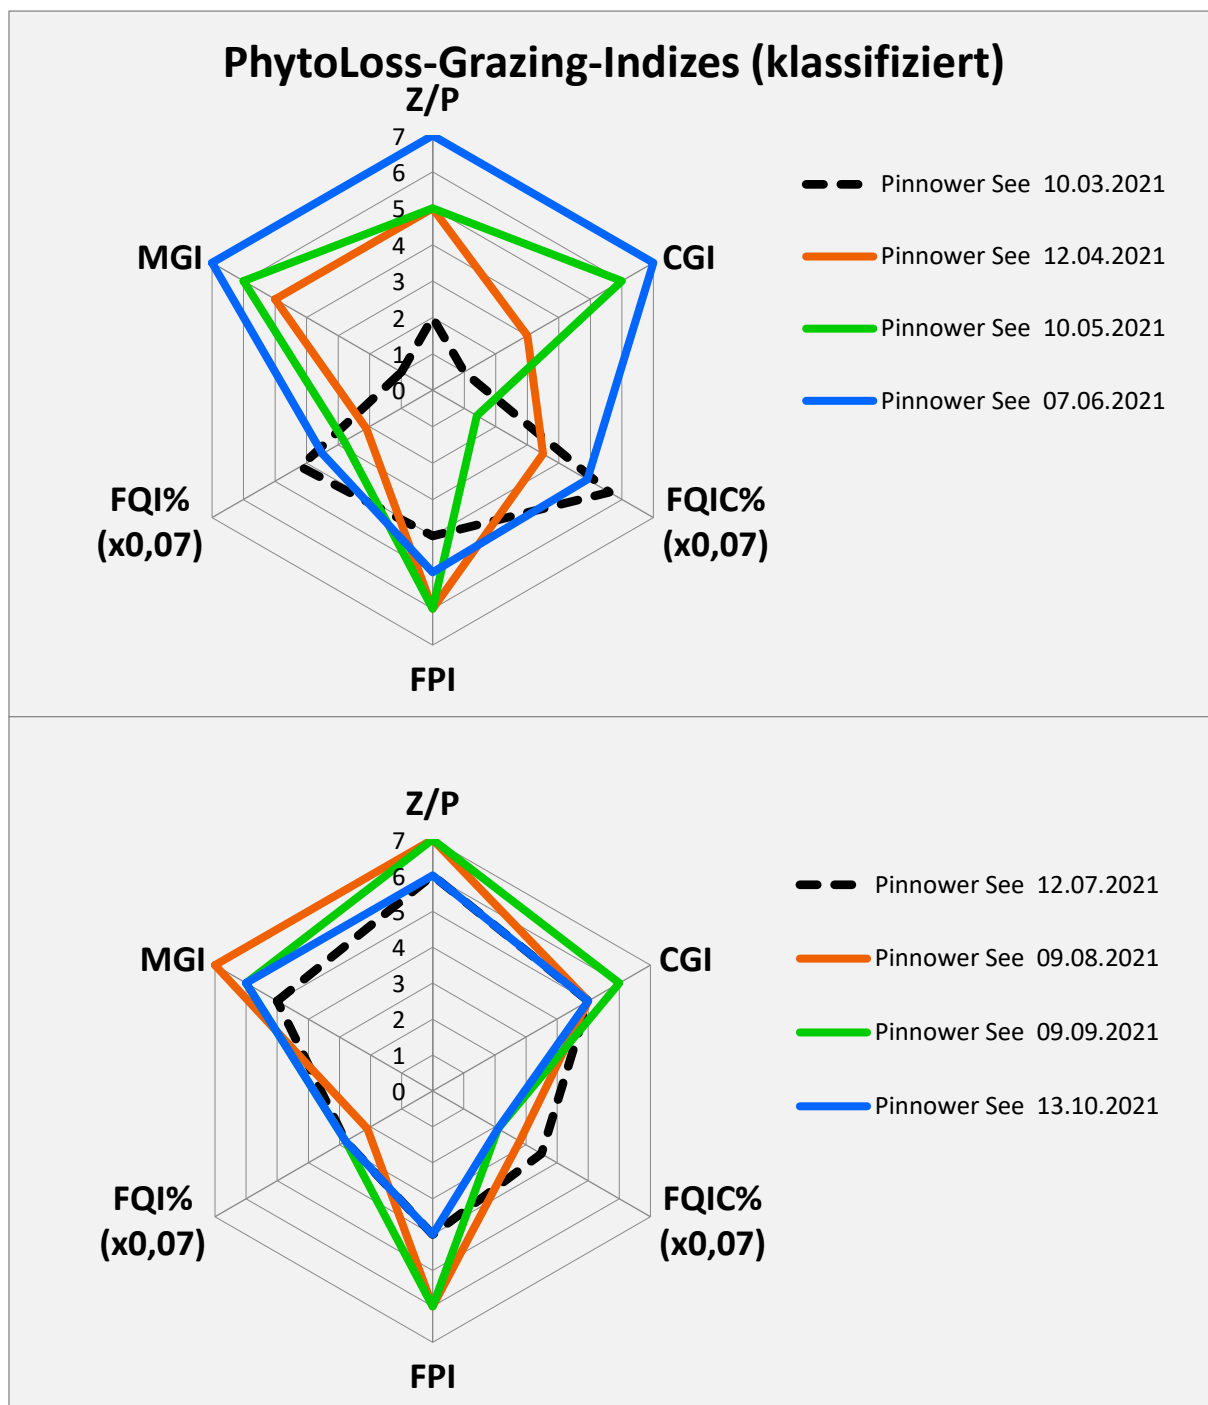 PhytoLoss-Grazing-Indizes (klassifiziert)
Z/P
7
6
5
4
3
2
1
0
MGI
CGI
FQI%
(x0,07)
FQIC%
(x0,07)
FPI
Pinnower See 10.03.2021
Pinnower See 12.04.2021
Pinnower See 10.05.2021
Pinnower See 07.06.2021
Z/P
7
6
5
4
3
2
1
0
MGI
CGI
FQI%
(x0,07)
FQIC%
(x0,07)
FPI
Pinnower See 12.07.2021
Pinnower See 09.08.2021
Pinnower See 09.09.2021
Pinnower See 13.10.2021